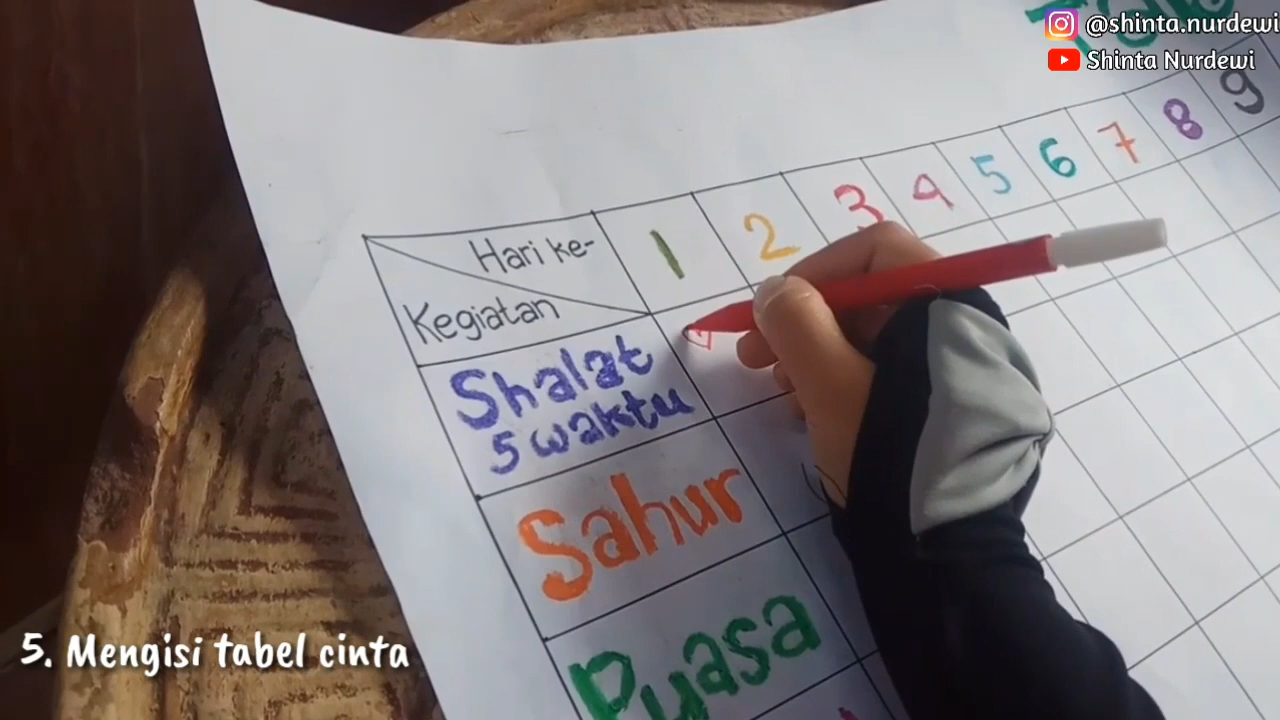 @shinta.nurdewi
Shinta Nurdewi
1 2 3 4 5 6 7 8 9
Hari ke-
Kegiatan
Shalat
5 waktu
Sahur
Puasa
5. Mengisi tabel cinta